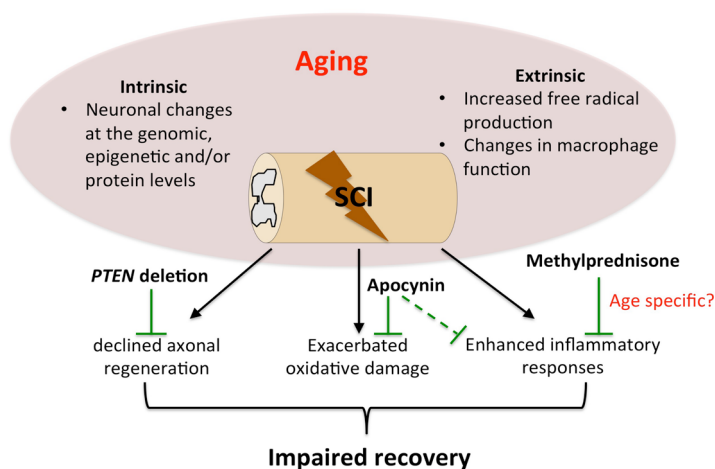 Aging
Intrinsic
• Neuronal changes
at the genomic,
epigenetic and/or
protein levels
Extrinsic
• Increased free radical
production
• Changes in macrophage
function
SCI
PTEN deletion
Apocynin
Methylprednisone
Age specific?
declined axonal
regeneration
Exacerbated
oxidative damage
Enhanced inflammatory
responses
Impaired recovery